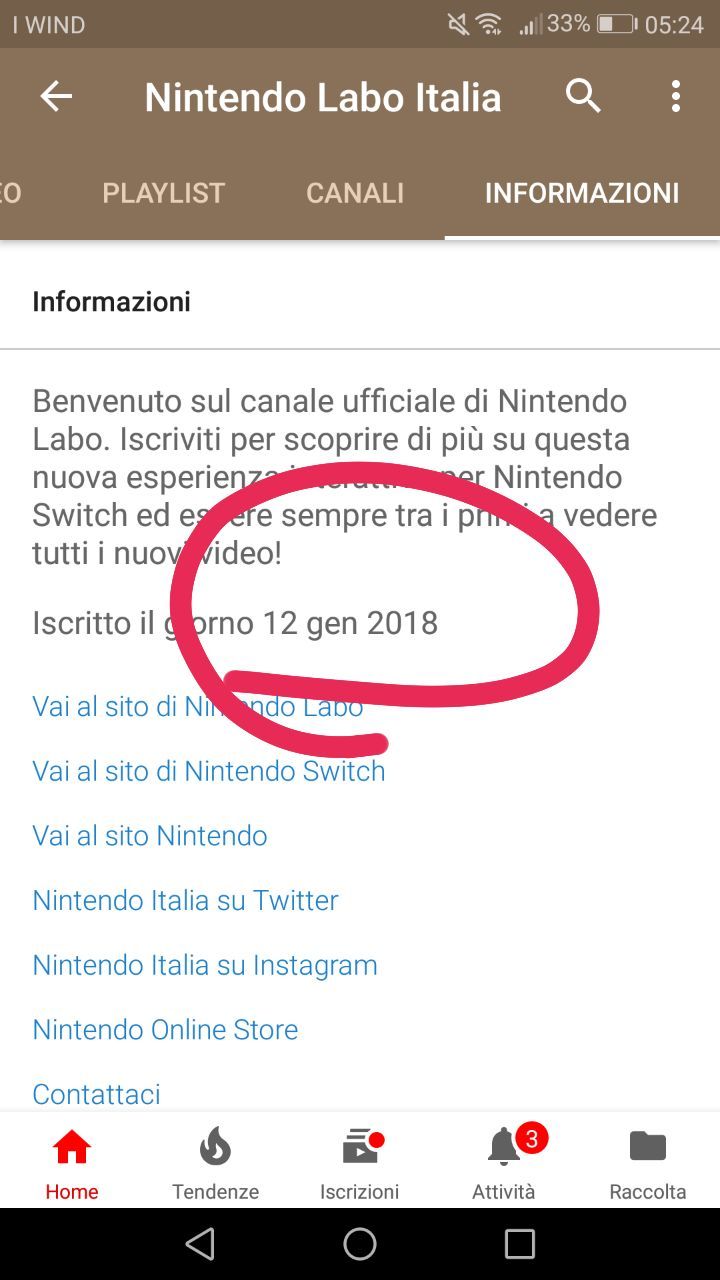 I WIND 33% 05:24
Nintendo Labo Italia
EO PLAYLIST CANALI INFORMAZIONI
Informazioni
Benvenuto sul canale ufficiale di Nintendo
Labo. Iscriviti per scoprire di più su questa
nuova esperienza interattiva per Nintendo
Switch ed essere sempre tra i primi a vedere
tutti i nuovi video!
Iscritto il giorno 12 gen 2018
Vai al sito di Nintendo Labo
Vai al sito di Nintendo Switch
Vai al sito Nintendo
Nintendo Italia su Twitter
Nintendo Italia su Instagram
Nintendo Online Store
Contattaci
3
Home Tendenze Iscrizioni Attività Raccolta